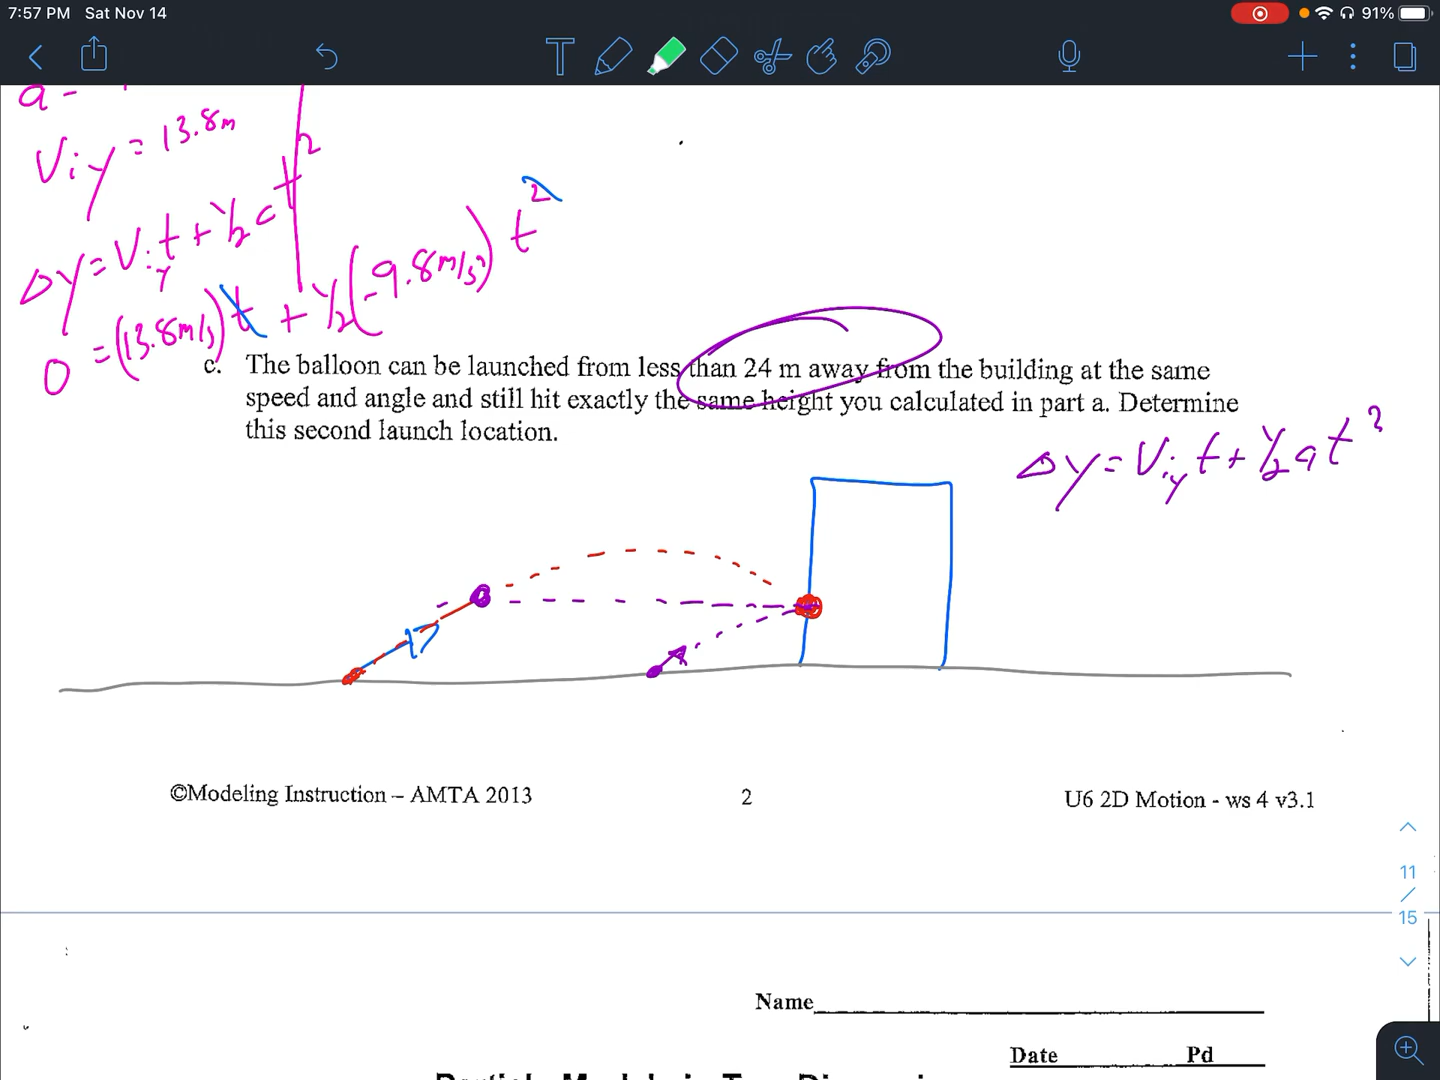 7:57 PM Sat Nov 14
91%
a =
Viy = 13.8m
Δy = Viyt + ½at²
0 = (13.8m/s)t + ½(-9.8m/s²)t²
c. The balloon can be launched from less than 24 m away from the building at the same
speed and angle and still hit exactly the same height you calculated in part a. Determine
this second launch location.
Δy = Viyt + ½at²
©Modeling Instruction – AMTA 2013
2
U6 2D Motion - ws 4 v3.1
11
/
15
Name
Date Pd